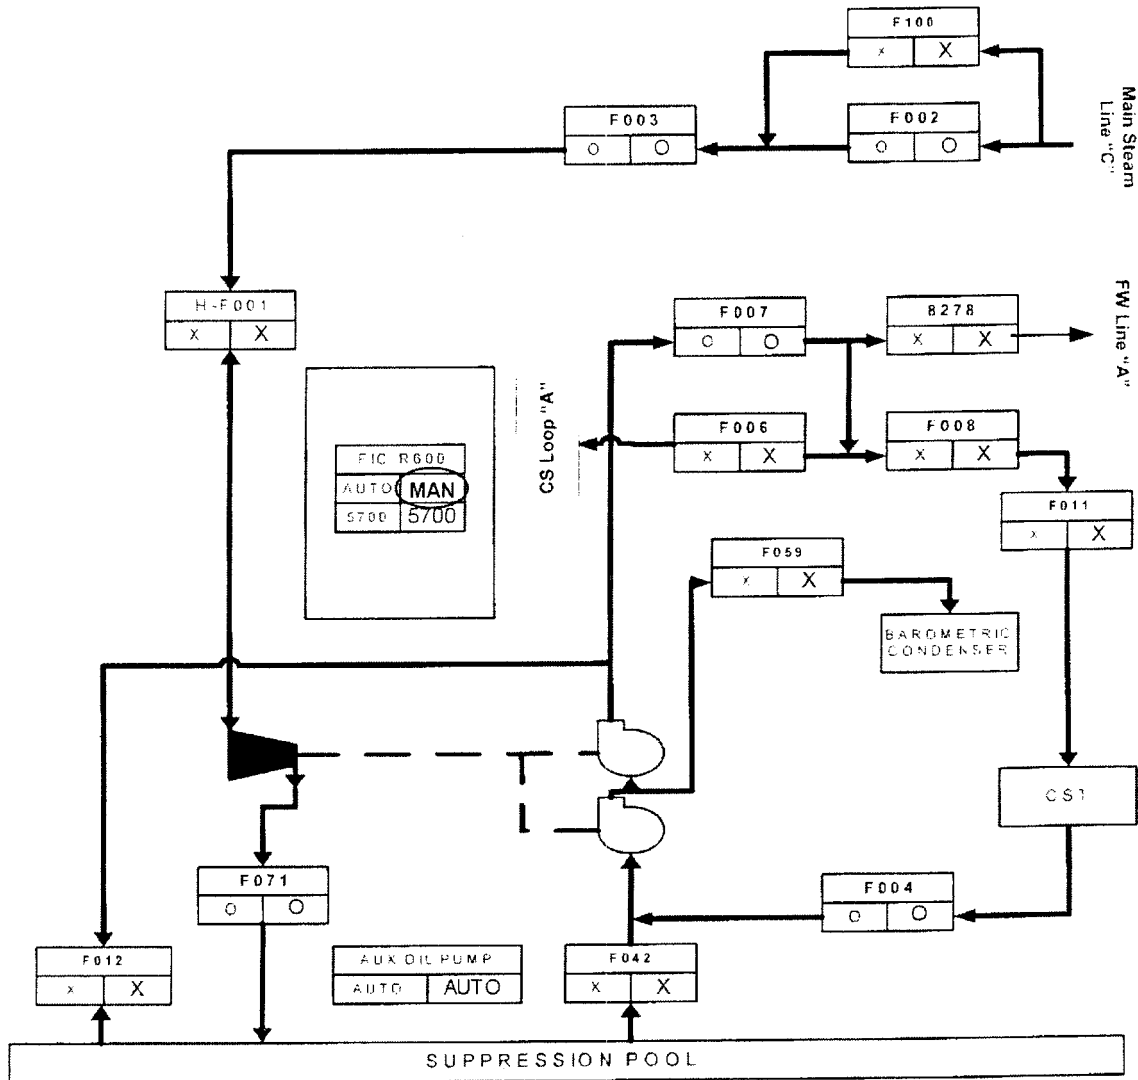 F100
x X
F003
O O
F002
O O
Main Steam
Line "C"
H-F001
x X
F007
O O
8278
x X
FW Line "A"
CS Loop "A"
F006
x X
F008
x X
FIC R600
AUTO MAN
5700 5700
F011
x X
F059
x X
BAROMETRIC
CONDENSER
CST
F071
O O
F004
O O
F012
x X
AUX OIL PUMP
AUTO AUTO
F042
x X
SUPPRESSION POOL